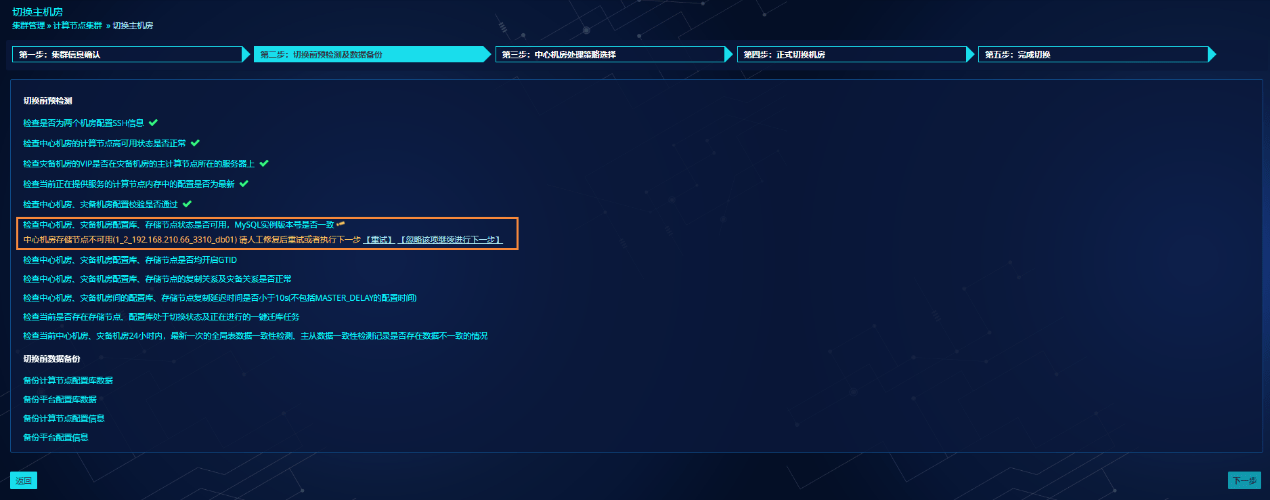 切换主机房
集群管理 » 计算节点集群 » 切换主机房
第一步：集群信息确认
第二步：切换前预检测及数据备份
第三步：中心机房处理策略选择
第四步：正式切换机房
第五步：完成切换
切换前预检测
检查是否为两个机房配置SSH信息
检查中心机房的计算节点高可用状态是否正常
检查灾备机房的VIP是否在灾备机房的主计算节点所在的服务器上
检查当前正在提供服务的计算节点内存中的配置是否为最新
检查中心机房、灾备机房配置校验是否通过
检查中心机房、灾备机房配置库、存储节点状态是否可用，MySQL实例版本号是否一致
中心机房存储节点不可用(1_2_192.168.210.66_3310_db01) 请人工修复后重试或者执行下一步 【重试】 【忽略该项继续进行下一步】
检查中心机房、灾备机房配置库、存储节点是否均开启GTID
检查中心机房、灾备机房配置库、存储节点的复制关系及灾备关系是否正常
检查中心机房、灾备机房间的配置库、存储节点复制延迟时间是否小于10s(不包括MASTER_DELAY的配置时间)
检查当前是否存在存储节点、配置库处于切换状态及正在进行的一键迁库任务
检查当前中心机房、灾备机房24小时内，最新一次的全局表数据一致性检测、主从数据一致性检测记录是否存在数据不一致的情况
切换前数据备份
备份计算节点配置库数据
备份平台配置库数据
备份计算节点配置信息
备份平台配置信息
返回
下一步